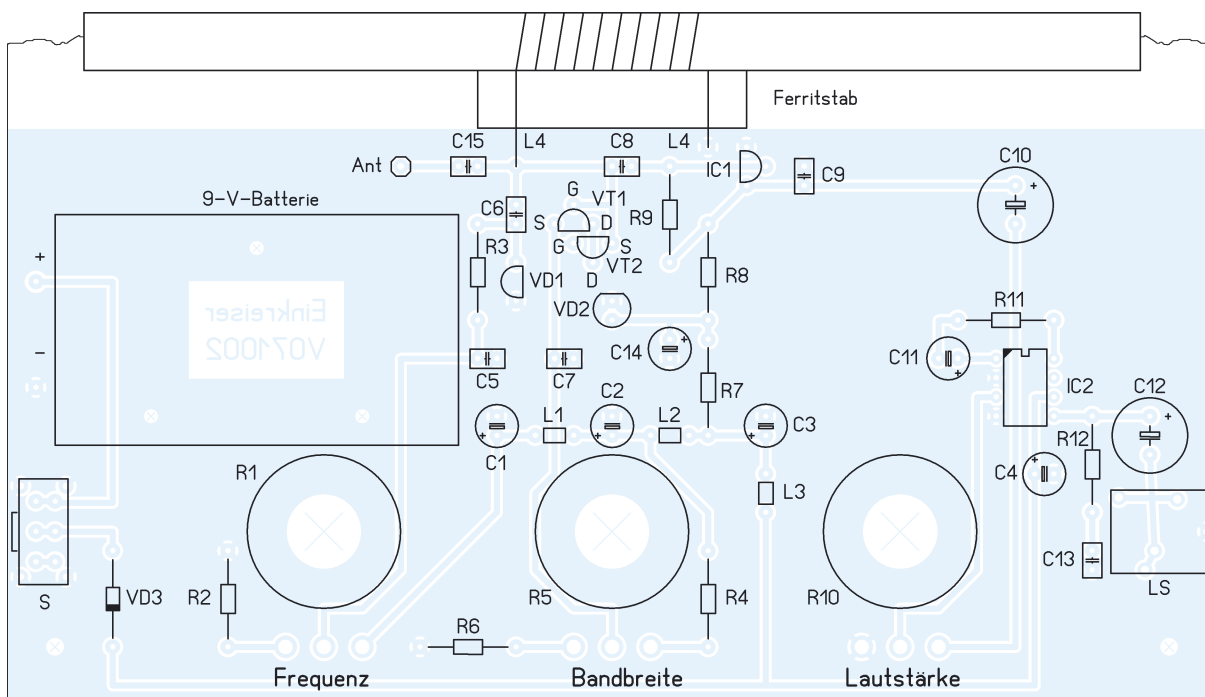 Ferritstab
C15
L4
C8
L4
Ant
IC1
C9
C10
9-V-Batterie
C6
G
VT1
S
D
R9
G
S
R3
VT2
+
VD1
D
R8
VD2
Einkreiser
V071002
R11
C14
C11
−
C5
C7
IC2
C12
R7
C2
L1
L2
C3
R12
C1
R1
C4
L3
C13
S
VD3
R2
R5
R4
R10
LS
R6
Frequenz
Bandbreite
Lautstärke